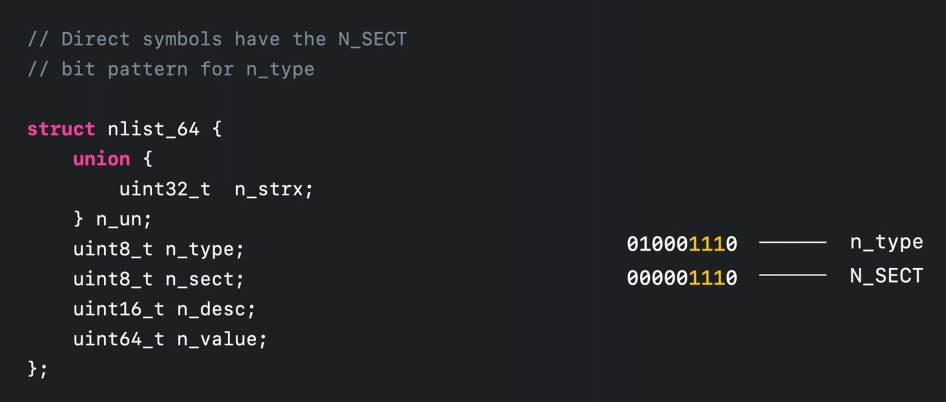 // Direct symbols have the N_SECT
// bit pattern for n_type
struct nlist_64 {
    union {
        uint32_t  n_strx;
    } n_un;
    uint8_t n_type;
    uint8_t n_sect;
    uint16_t n_desc;
    uint64_t n_value;
};
010001110 n_type
000001110 N_SECT